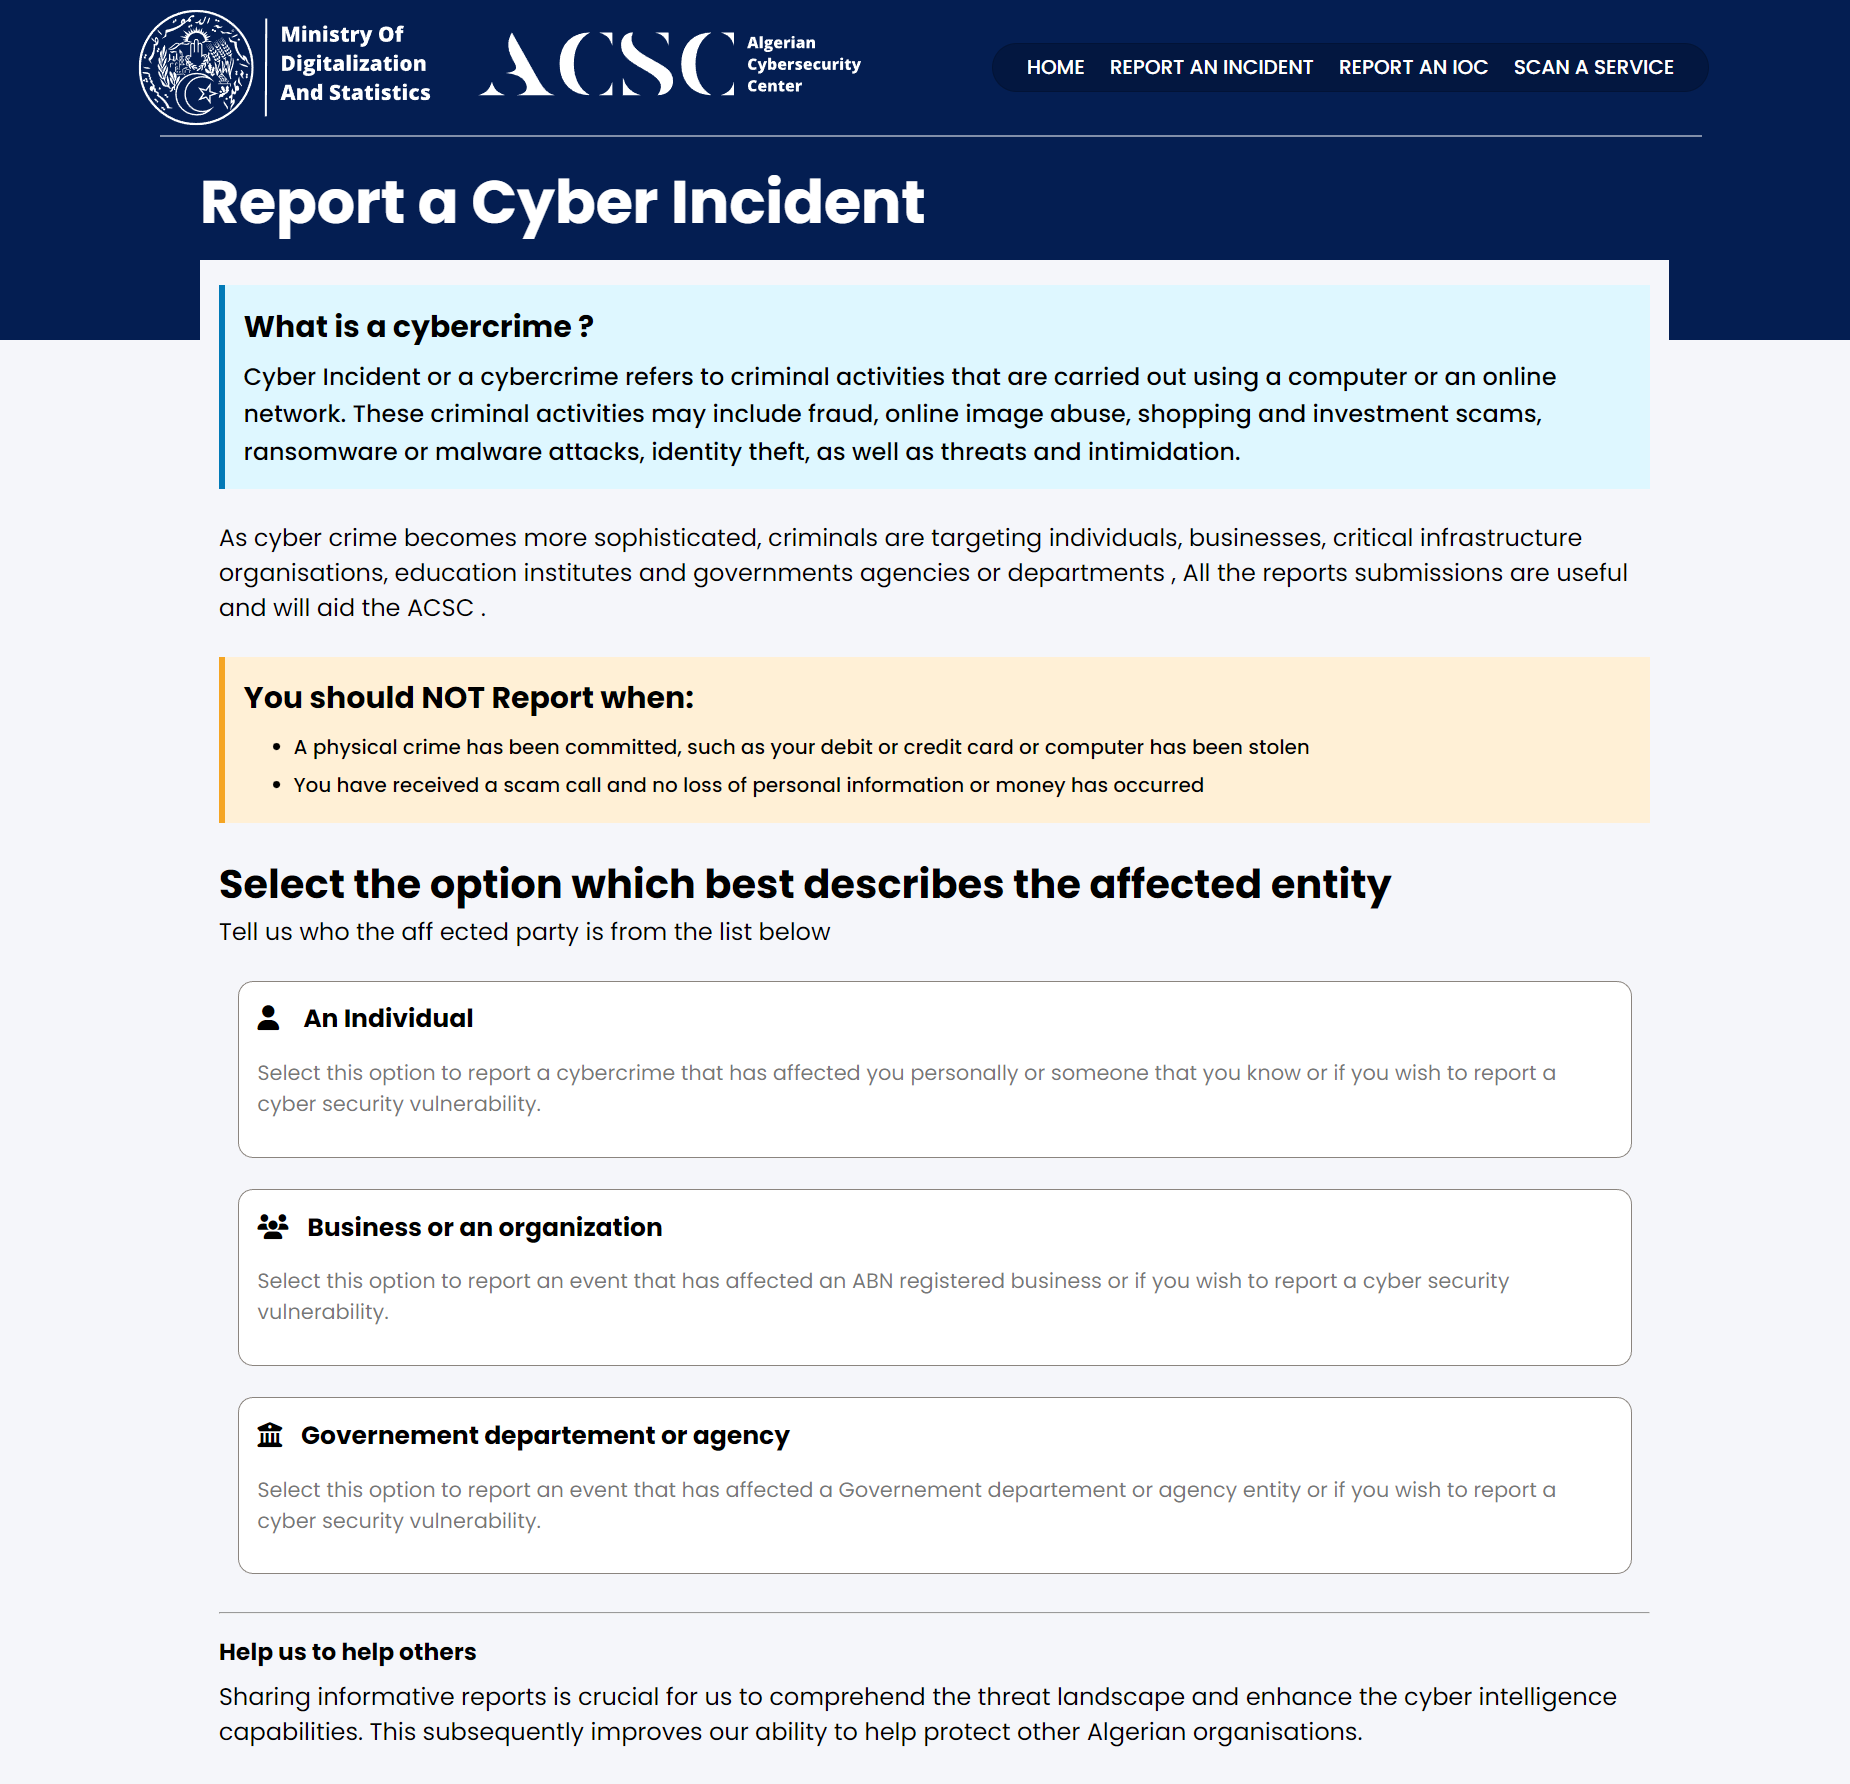 Ministry Of
Digitalization
And Statistics
ACSC
Algerian
Cybersecurity
Center
HOME REPORT AN INCIDENT REPORT AN IOC SCAN A SERVICE
Report a Cyber Incident
What is a cybercrime ?
Cyber Incident or a cybercrime refers to criminal activities that are carried out using a computer or an online
network. These criminal activities may include fraud, online image abuse, shopping and investment scams,
ransomware or malware attacks, identity theft, as well as threats and intimidation.
As cyber crime becomes more sophisticated, criminals are targeting individuals, businesses, critical infrastructure
organisations, education institutes and governments agencies or departments , All the reports submissions are useful
and will aid the ACSC .
You should NOT Report when:
• A physical crime has been committed, such as your debit or credit card or computer has been stolen
• You have received a scam call and no loss of personal information or money has occurred
Select the option which best describes the affected entity
Tell us who the aff ected party is from the list below
An Individual
Select this option to report a cybercrime that has affected you personally or someone that you know or if you wish to report a
cyber security vulnerability.
Business or an organization
Select this option to report an event that has affected an ABN registered business or if you wish to report a cyber security
vulnerability.
Governement departement or agency
Select this option to report an event that has affected a Governement departement or agency entity or if you wish to report a
cyber security vulnerability.
Help us to help others
Sharing informative reports is crucial for us to comprehend the threat landscape and enhance the cyber intelligence
capabilities. This subsequently improves our ability to help protect other Algerian organisations.